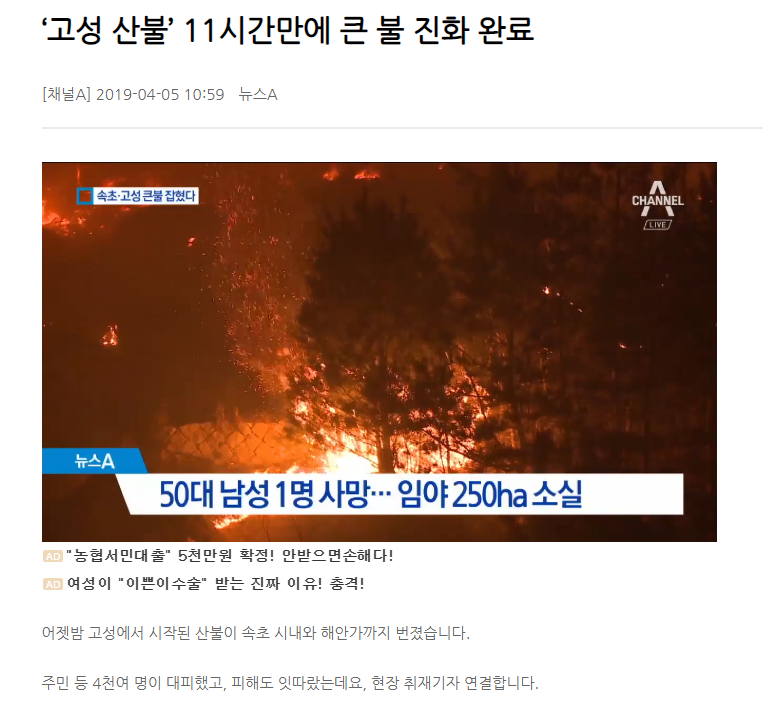 ‘고성 산불’ 11시간만에 큰 불 진화 완료
[채널A] 2019-04-05 10:59 뉴스A
속초·고성 큰불 잡혔다
CHANNEL A
LIVE
뉴스A
50대 남성 1명 사망… 임야 250ha 소실
AD "농협서민대출" 5천만원 확정! 안받으면손해다!
AD 여성이 "이쁜이수술" 받는 진짜 이유! 충격!
어젯밤 고성에서 시작된 산불이 속초 시내와 해안가까지 번졌습니다.
주민 등 4천여 명이 대피했고, 피해도 잇따랐는데요, 현장 취재기자 연결합니다.